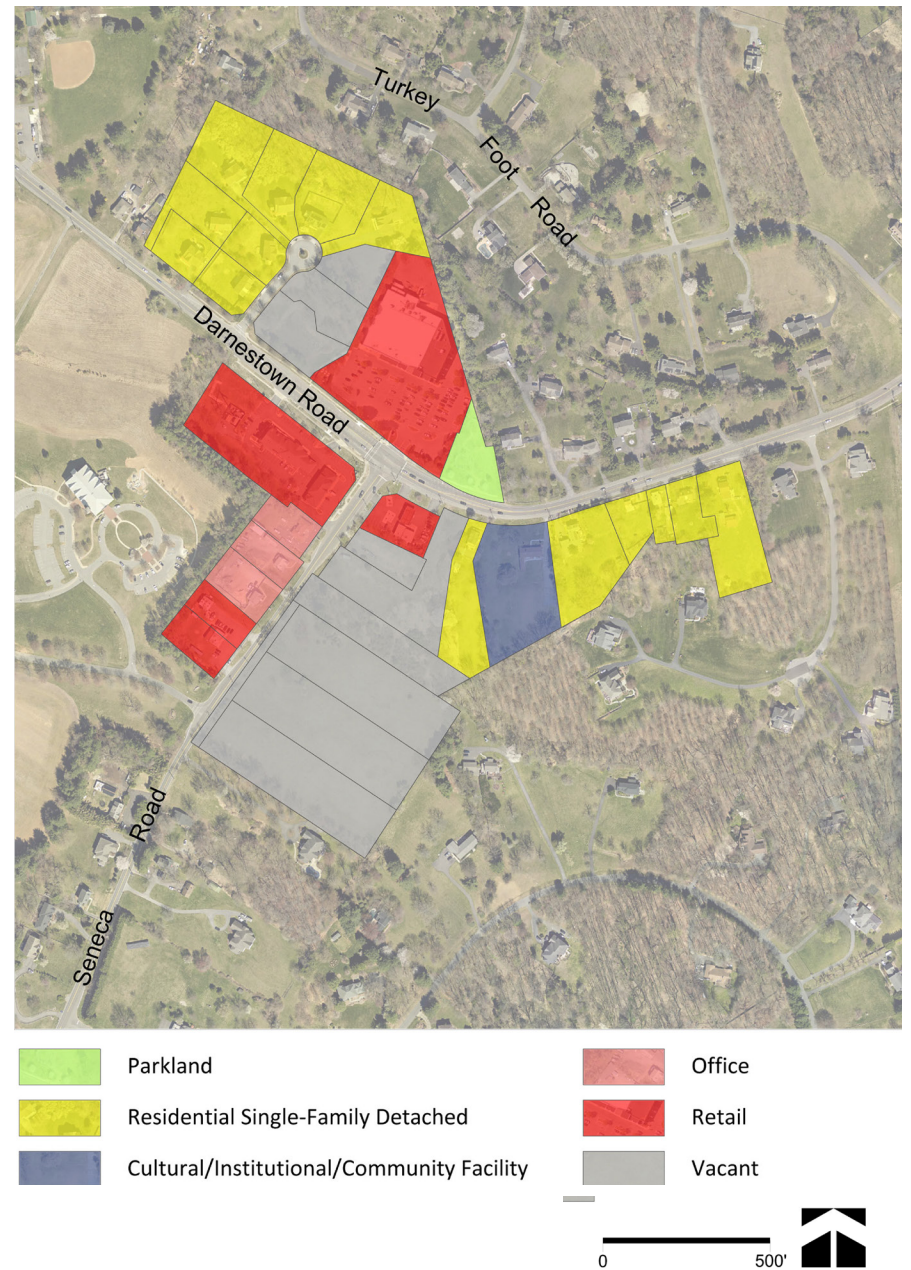 Turkey
Foot
Road
Darnestown Road
Seneca
Road
Parkland
Office
Residential Single-Family Detached
Retail
Cultural/Institutional/Community Facility
Vacant
0
500'